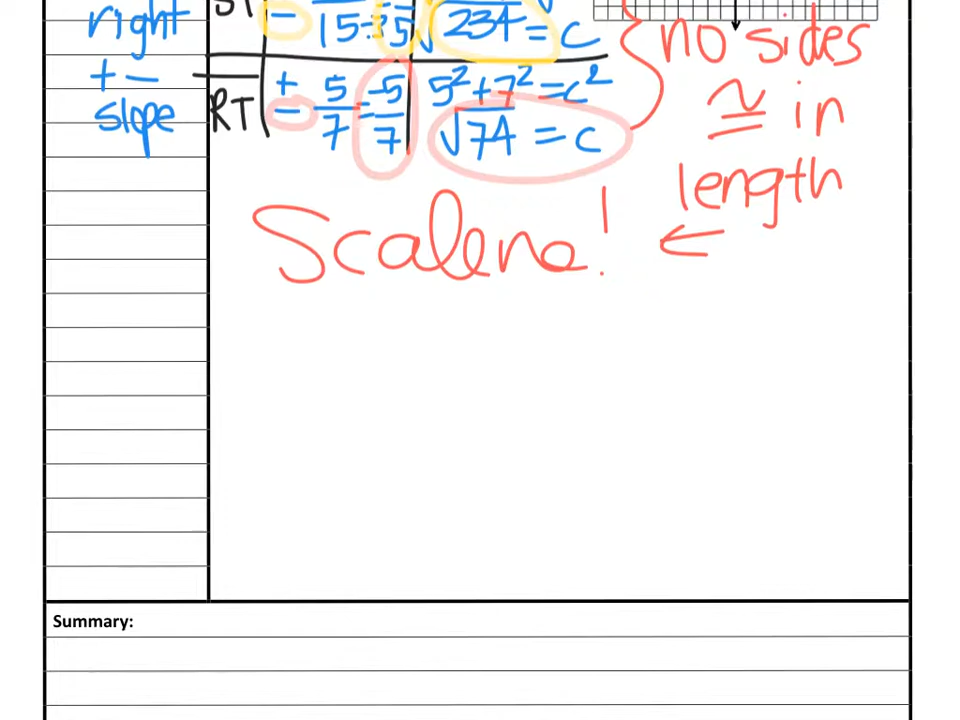 right
+ −
slope
ST − 15 = 5 √234 = c
RT ± 5/7 = -5/7 5² + 7² = c²
√74 = c
no sides
≅ in
length
Scalene! ←
Summary: